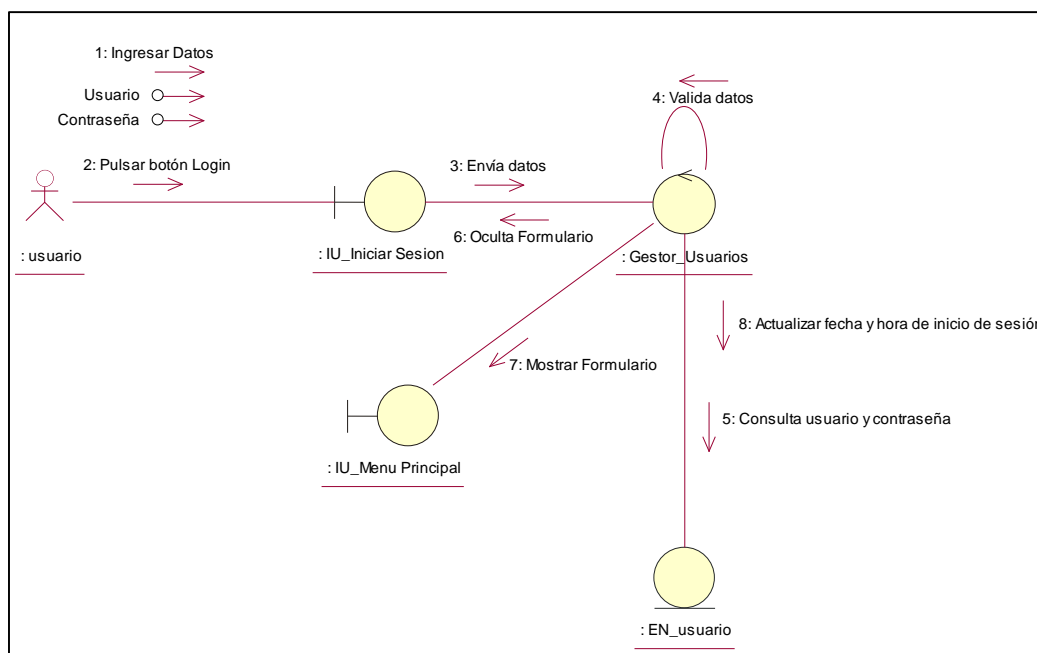 1: Ingresar Datos
Usuario
Contraseña
2: Pulsar botón Login
3: Envía datos
4: Valida datos
6: Oculta Formulario
: usuario
: IU_Iniciar Sesion
: Gestor_Usuarios
8: Actualizar fecha y hora de inicio de sesión
7: Mostrar Formulario
5: Consulta usuario y contraseña
: IU_Menu Principal
: EN_usuario